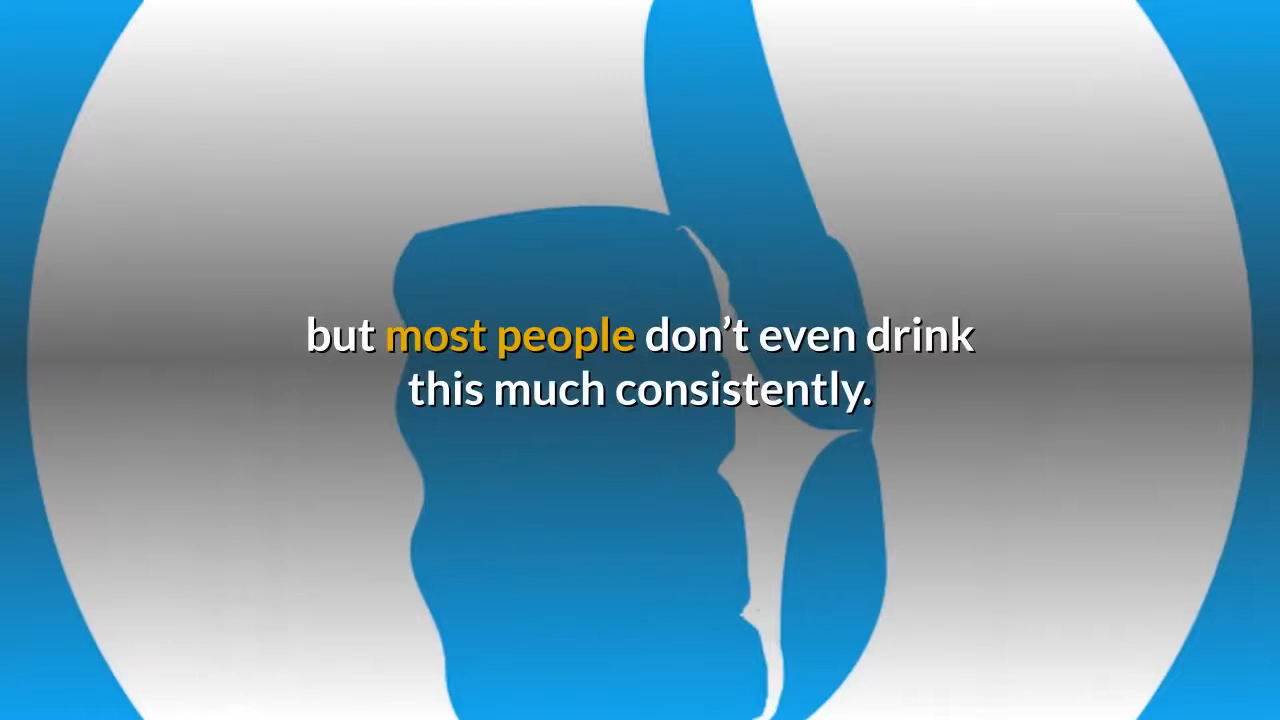 but most people don’t even drink
this much consistently.